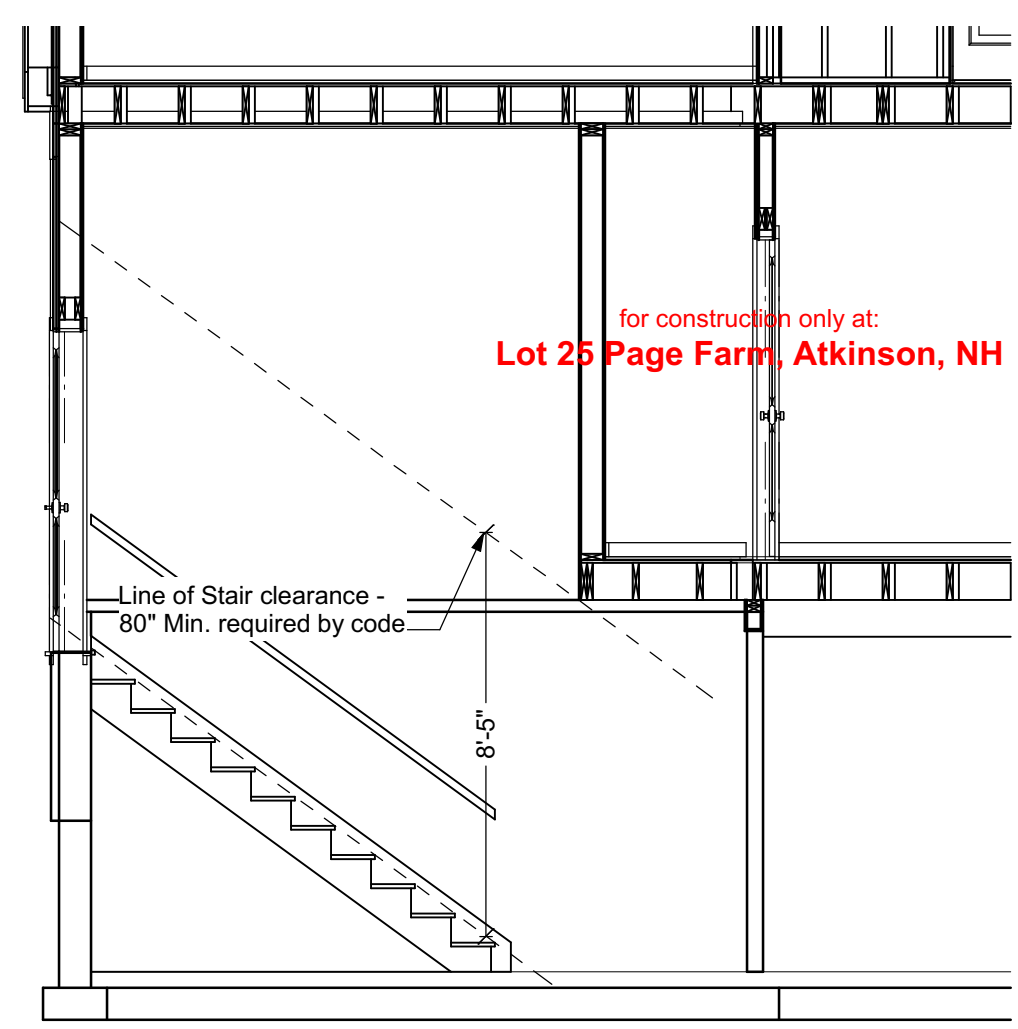 for construction only at:
Lot 25 Page Farm, Atkinson, NH
Line of Stair clearance -
80" Min. required by code
8'-5"